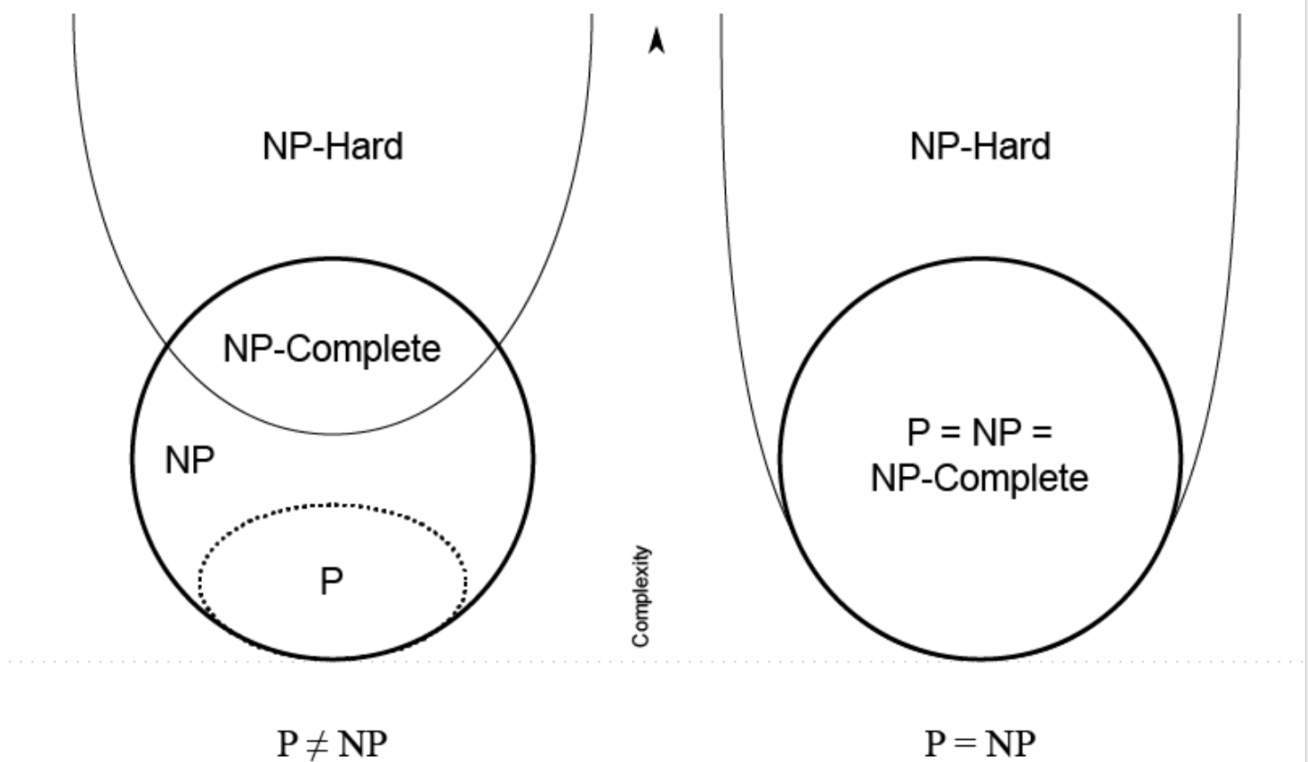 NP-Hard
NP-Complete
NP
P
P ≠ NP
Complexity
NP-Hard
P = NP =
NP-Complete
P = NP